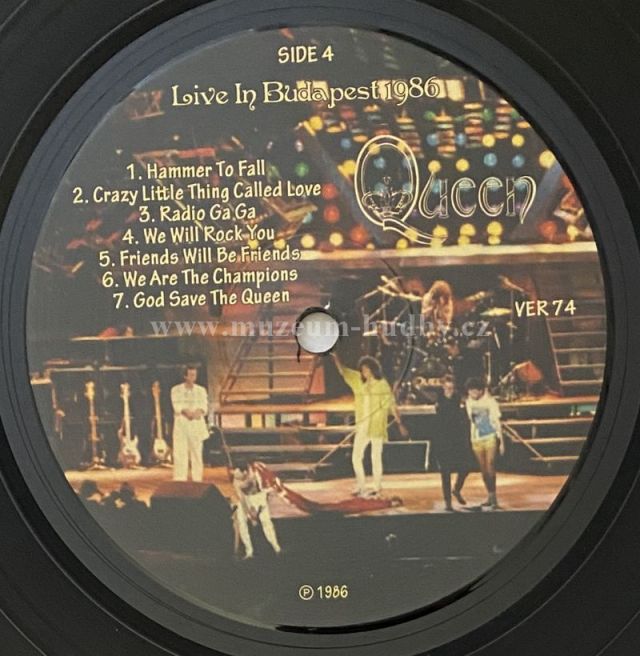 SIDE 4
Live In Budapest 1986
Queen
1. Hammer To Fall
2. Crazy Little Thing Called Love
3. Radio Ga Ga
4. We Will Rock You
5. Friends Will Be Friends
6. We Are The Champions
7. God Save The Queen
VER 74
www.muzeum-hudby.cz
℗ 1986